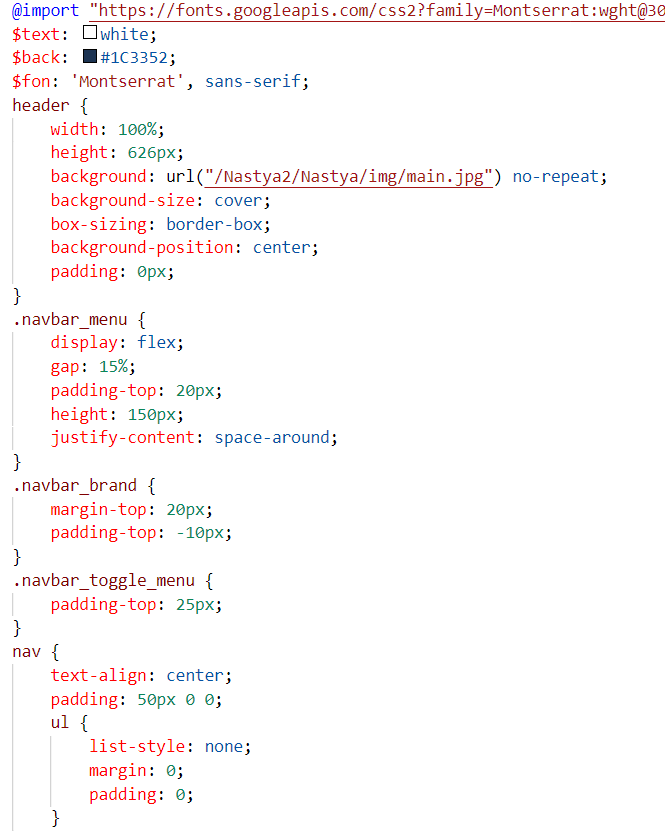 @import "https://fonts.googleapis.com/css2?family=Montserrat:wght@30
$text: white;
$back: #1C3352;
$fon: 'Montserrat', sans-serif;
header {
    width: 100%;
    height: 626px;
    background: url("/Nastya2/Nastya/img/main.jpg") no-repeat;
    background-size: cover;
    box-sizing: border-box;
    background-position: center;
    padding: 0px;
}
.navbar_menu {
    display: flex;
    gap: 15%;
    padding-top: 20px;
    height: 150px;
    justify-content: space-around;
}
.navbar_brand {
    margin-top: 20px;
    padding-top: -10px;
}
.navbar_toggle_menu {
    padding-top: 25px;
}
nav {
    text-align: center;
    padding: 50px 0 0;
    ul {
        list-style: none;
        margin: 0;
        padding: 0;
    }